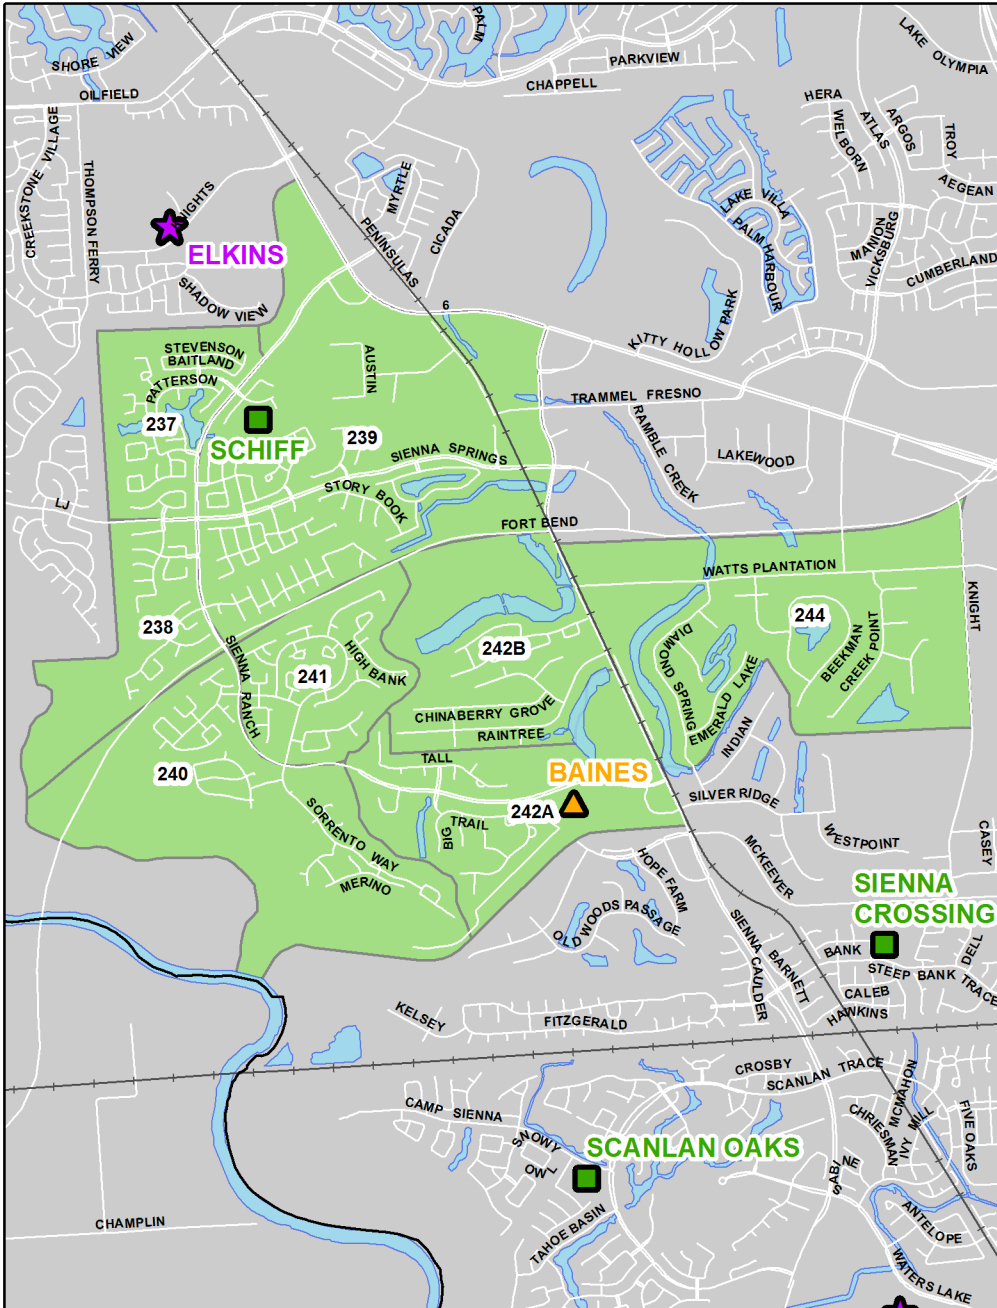 PALM
LAKE OLYMPIA
SHORE VIEW
PARKVIEW
CHAPPELL
OILFIELD
HERA
ATLAS
ARGOS
WELBORN
TROY
AEGEAN
CREEKSTONE VILLAGE
THOMPSON FERRY
MYRTLE
CICADA
PENINSULAS
LAKE VILLA
PALM HARBOUR
MANION
VICKSBURG
CUMBERLAND
ELKINS
SHADOW VIEW
6
KITTY HOLLOW PARK
STEVENSON
BAITLAND
PATTERSON
AUSTIN
TRAMMEL FRESNO
RAMBLE CREEK
237
SCHIFF
239
SIENNA SPRINGS
LAKEWOOD
STORY BOOK
LJ
FORT BEND
WATTS PLANTATION
KNIGHT
238
SIENNA RANCH
241
HIGH BANK
242B
DIAMOND SPRING
EMERALD LAKE
244
BEEKMAN
CREEK POINT
CHINABERRY GROVE
RAINTREE
INDIAN
240
TALL
BAINES
SILVER RIDGE
242A
TRAIL
BIG
SORRENTO WAY
MERINO
WESTPOINT
CASEY
MCKEEVER
HOPE FARM
SIENNA
CROSSING
OLD WOODS PASSAGE
SIENNA
CAULDER
BARNETT
BANK
DELL
STEEP BANK
TRACE
CALEB
HAWKINS
KELSEY
FITZGERALD
CROSBY
SCANLAN TRACE
MCMAHON
CAMP SIENNA
SNOWY
OWL
CHRIESMAN
IVY MILL
FIVE OAKS
SCANLAN OAKS
SABINE
TAHOE BASIN
ANTELOPE
CHAMPLIN
WATERS LAKE